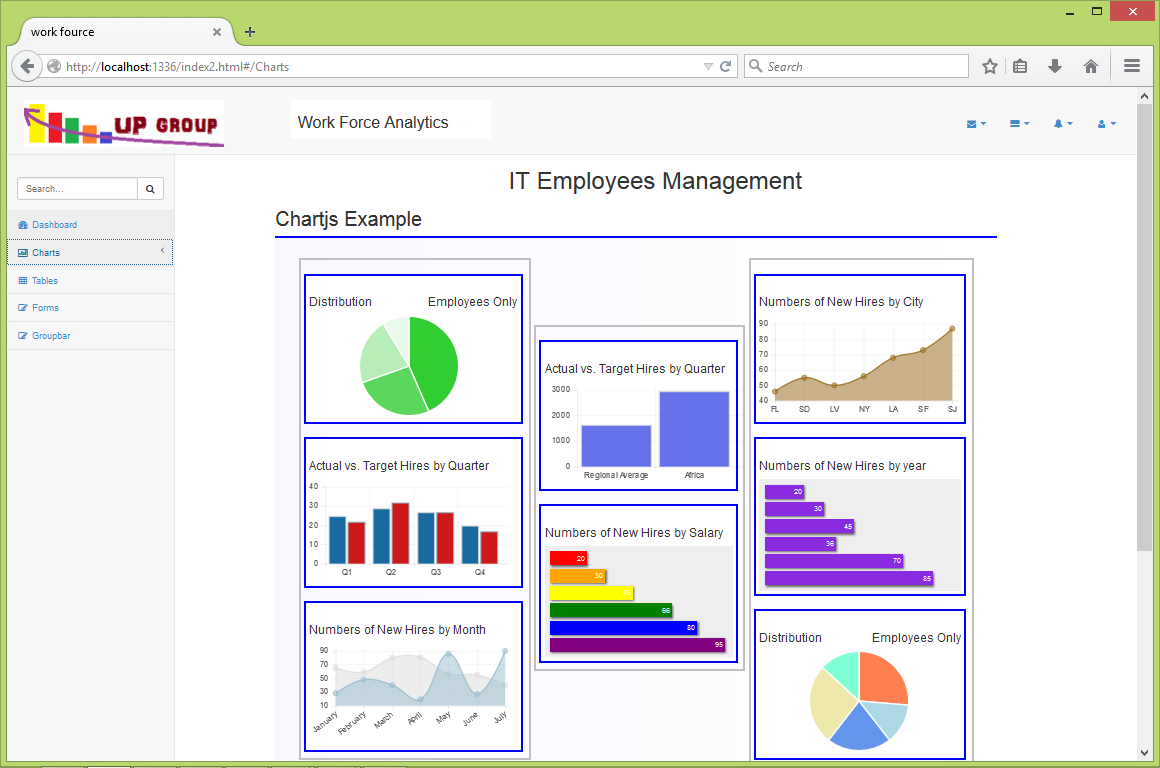 work fource
http://localhost:1336/index2.html#/Charts
Search
UP GROUP
Work Force Analytics
Search...
Dashboard
Charts
Tables
Forms
Groupbar
IT Employees Management
Chartjs Example
Distribution Employees Only
Actual vs. Target Hires by Quarter
40
30
20
10
0
Q1 Q2 Q3 Q4
Numbers of New Hires by Month
90
70
50
30
10
January February March April May June July
Actual vs. Target Hires by Quarter
3000
2000
1000
0
Regional Average Africa
Numbers of New Hires by Salary
20
30
66
80
95
Numbers of New Hires by City
90
80
70
60
50
40
FL SD LV NY LA SF SJ
Numbers of New Hires by year
20
30
45
36
70
85
Distribution Employees Only